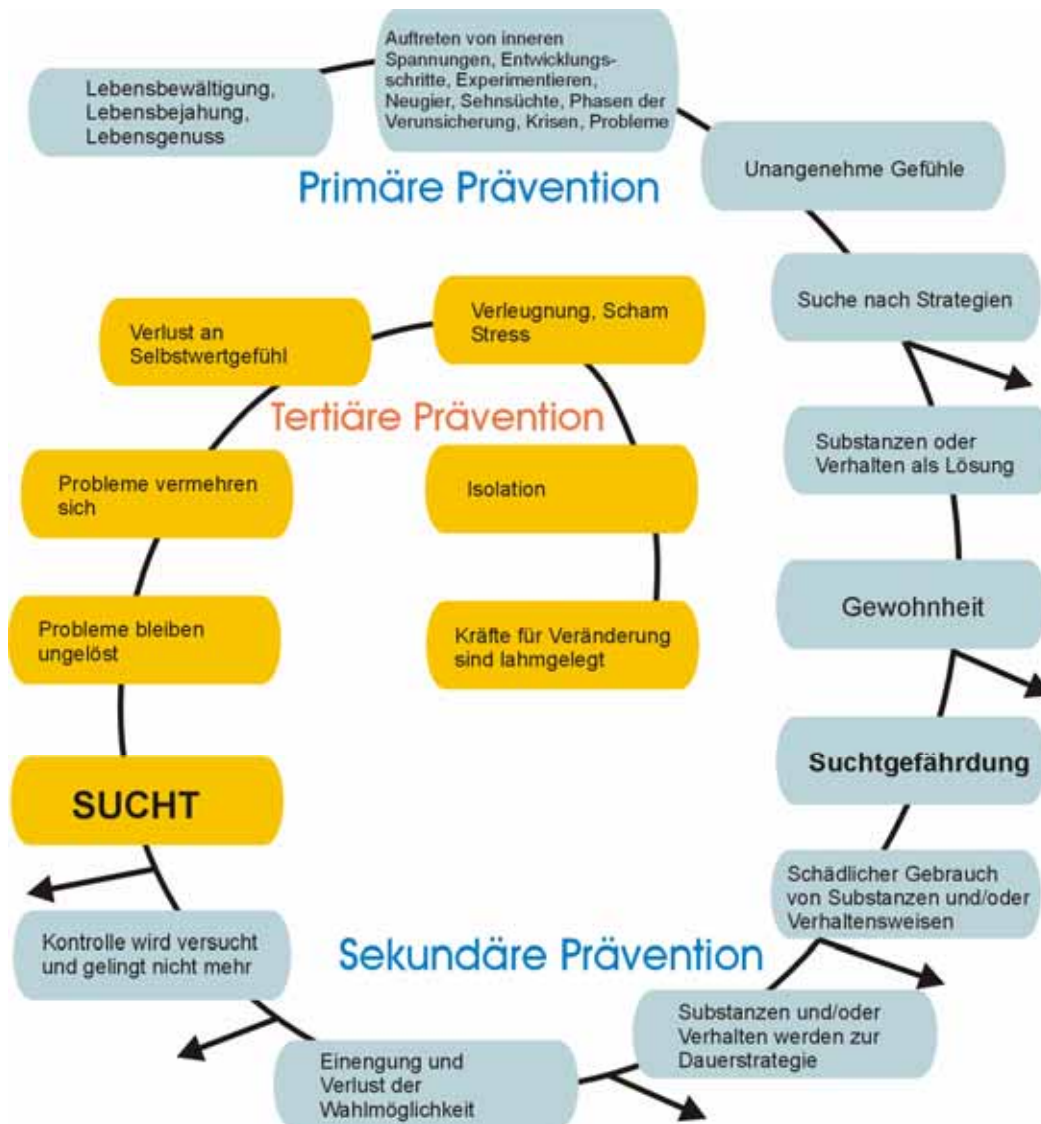 Lebensbewältigung,
Lebensbejahung,
Lebensgenuss
Auftreten von inneren
Spannungen, Entwicklungs-
schritte, Experimentieren,
Neugier, Sehnsüchte, Phasen der
Verunsicherung, Krisen, Probleme
Primäre Prävention
Unangenehme Gefühle
Suche nach Strategien
Substanzen oder
Verhalten als Lösung
Gewohnheit
Suchtgefährdung
Schädlicher Gebrauch
von Substanzen und/oder
Verhaltensweisen
Sekundäre Prävention
Substanzen und/oder
Verhalten werden zur
Dauerstrategie
Einengung und
Verlust der
Wahlmöglichkeit
Kontrolle wird versucht
und gelingt nicht mehr
SUCHT
Probleme bleiben
ungelöst
Probleme vermehren
sich
Verlust an
Selbstwertgefühl
Tertiäre Prävention
Verleugnung, Scham
Stress
Isolation
Kräfte für Veränderung
sind lahmgelegt